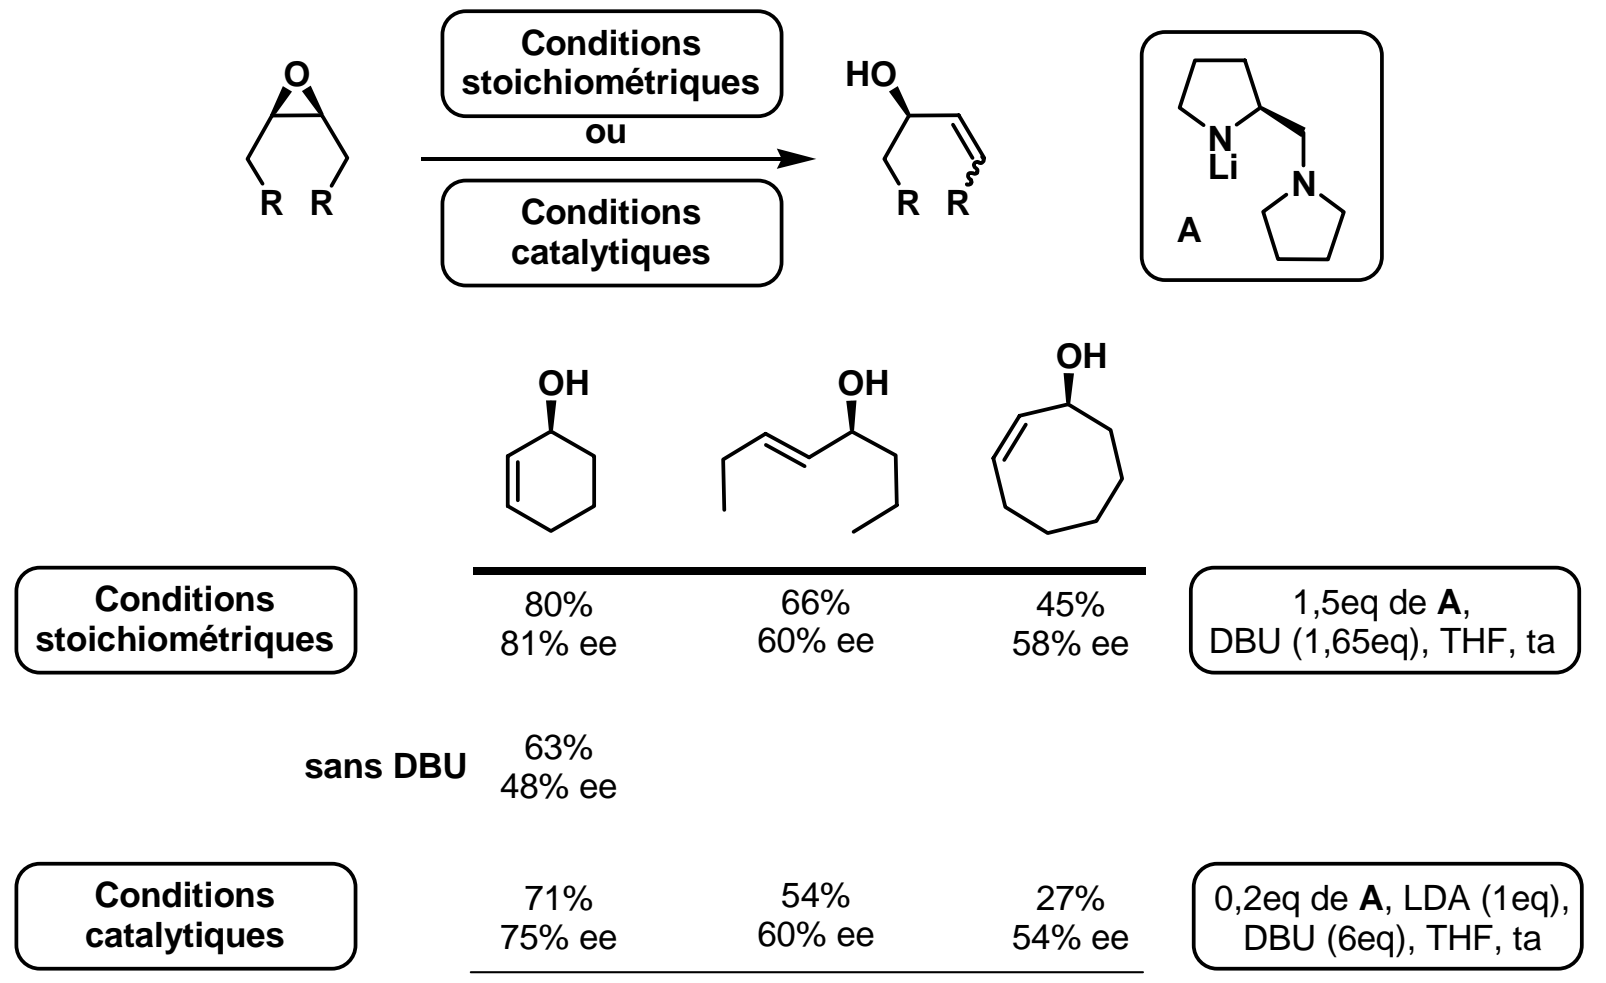 Conditions
stoichiométriques
ou
Conditions
catalytiques
O
R R
HO
R R
N
Li
N
A
OH
OH
OH
Conditions
stoichiométriques
80%
81% ee
66%
60% ee
45%
58% ee
1,5eq de A,
DBU (1,65eq), THF, ta
sans DBU
63%
48% ee
Conditions
catalytiques
71%
75% ee
54%
60% ee
27%
54% ee
0,2eq de A, LDA (1eq),
DBU (6eq), THF, ta